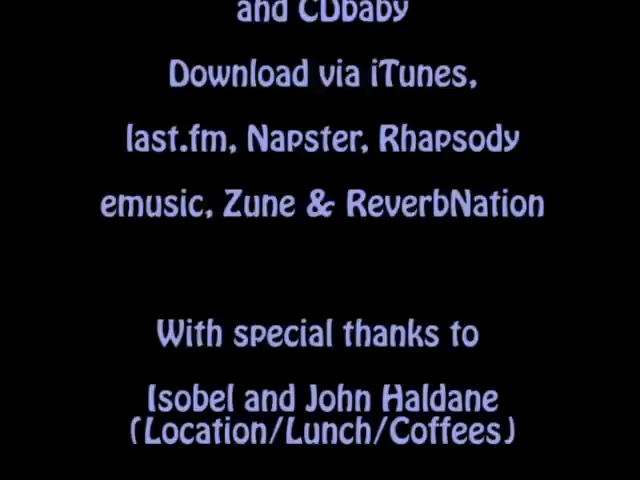 and CDbaby
Download via iTunes,
last.fm, Napster, Rhapsody
emusic, Zune & ReverbNation
With special thanks to
Isobel and John Haldane
(Location/Lunch/Coffees)